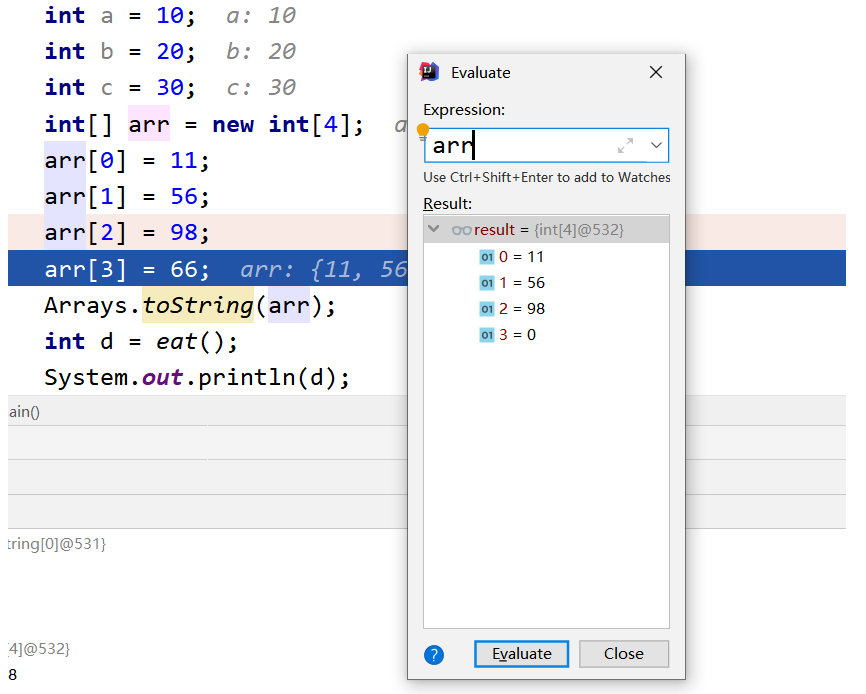 int a = 10;  a: 10
int b = 20;  b: 20
int c = 30;  c: 30
int[] arr = new int[4];  a
arr[0] = 11;
arr[1] = 56;
arr[2] = 98;
arr[3] = 66;  arr: {11, 56
Arrays.toString(arr);
int d = eat();
System.out.println(d);
ain()
tring[0]@531}
4]@532}
8
Evaluate
Expression:
arr
Use Ctrl+Shift+Enter to add to Watches
Result:
result = {int[4]@532}
01 0 = 11
01 1 = 56
01 2 = 98
01 3 = 0
? Evaluate Close